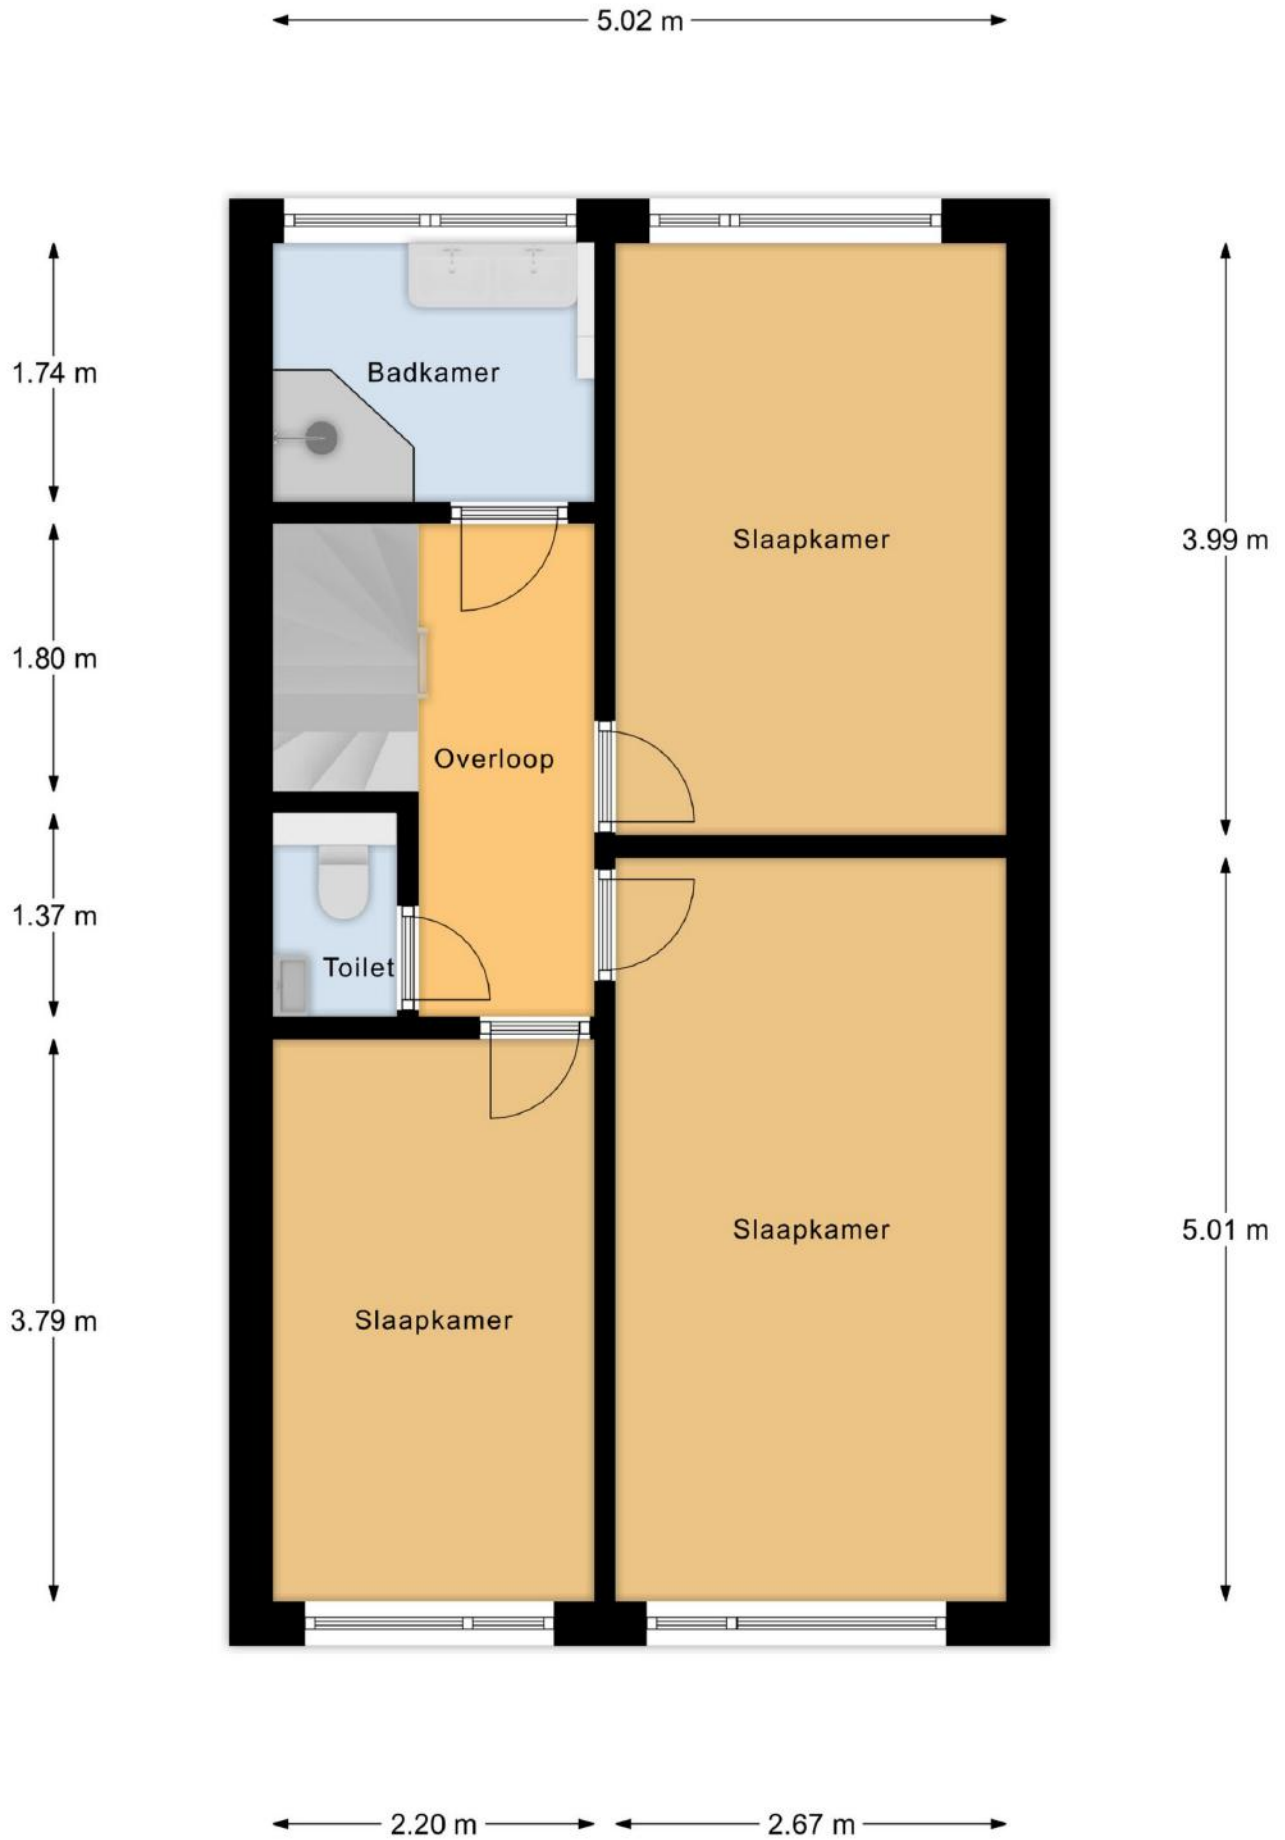 5.02 m
1.74 m
Badkamer
Slaapkamer
3.99 m
1.80 m
Overloop
1.37 m
Toilet
3.79 m
Slaapkamer
Slaapkamer
5.01 m
2.20 m
2.67 m